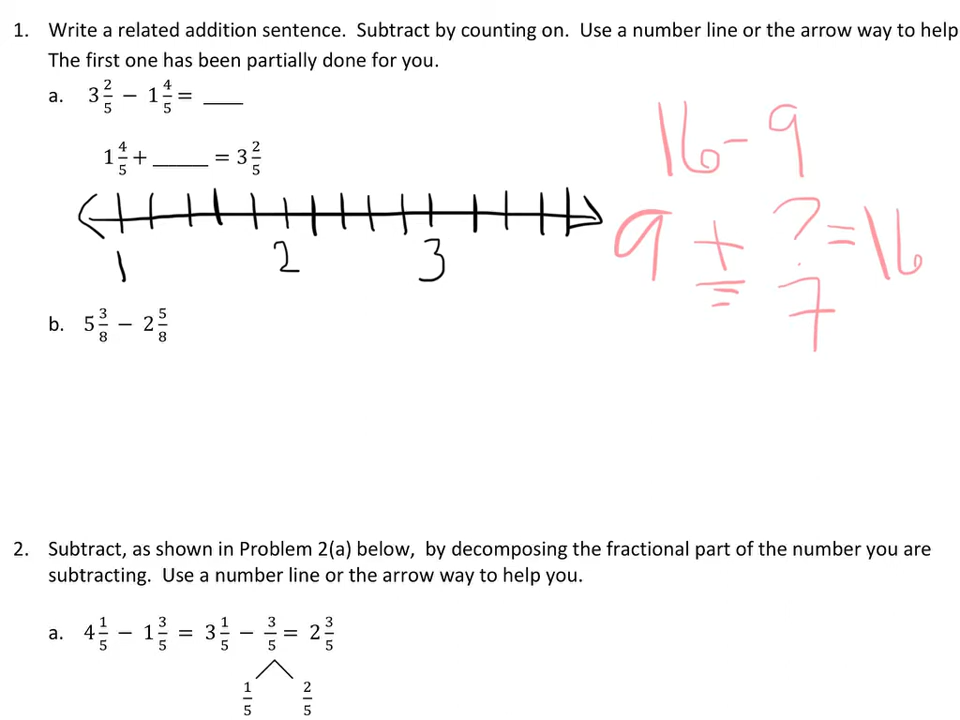 1. Write a related addition sentence. Subtract by counting on. Use a number line or the arrow way to help
The first one has been partially done for you.
a. 3 2/5 − 1 4/5 = ___
1 4/5 + _____ = 3 2/5
1 2 3
16-9
9 + ? = 16
7
b. 5 3/8 − 2 5/8
2. Subtract, as shown in Problem 2(a) below, by decomposing the fractional part of the number you are
subtracting. Use a number line or the arrow way to help you.
a. 4 1/5 − 1 3/5 = 3 1/5 − 3/5 = 2 3/5
1/5 2/5